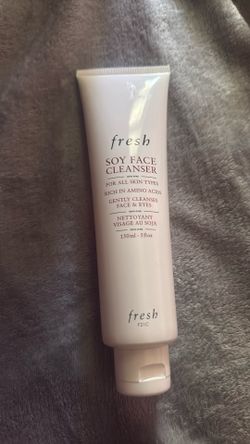 fresh
SOY FACE
CLEANSER
FOR ALL SKIN TYPES
RICH IN AMINO ACIDS
GENTLY CLEANSES
FACE & EYES
NETTOYANT
VISAGE AU SOJA
150ml - 5fl oz
fresh